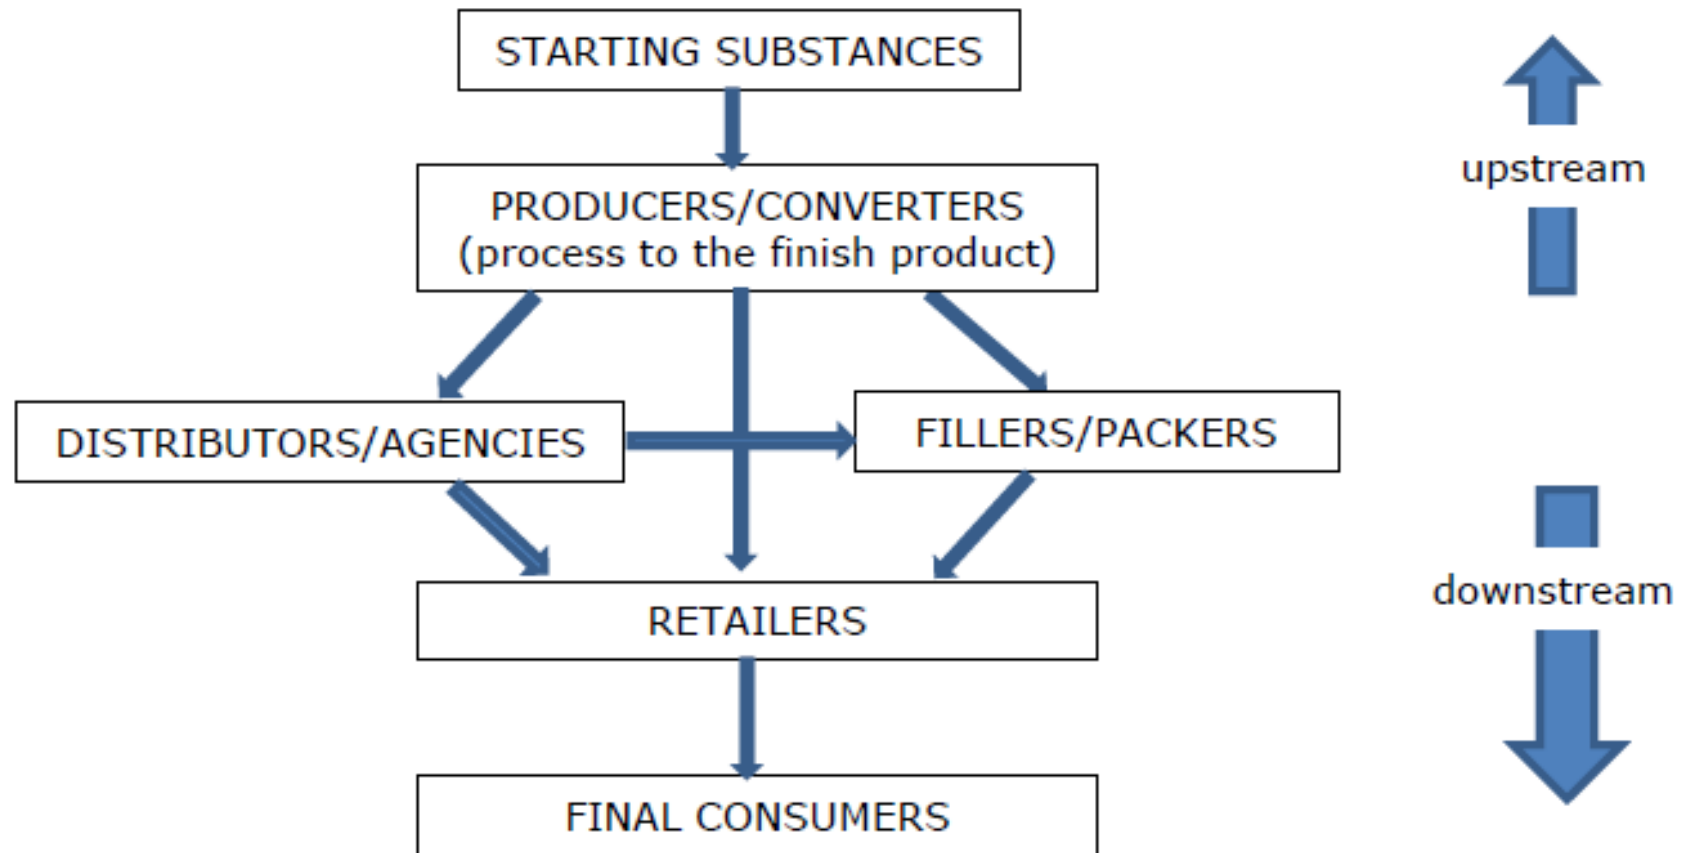 STARTING SUBSTANCES
upstream
PRODUCERS/CONVERTERS
(process to the finish product)
DISTRIBUTORS/AGENCIES
FILLERS/PACKERS
downstream
RETAILERS
FINAL CONSUMERS